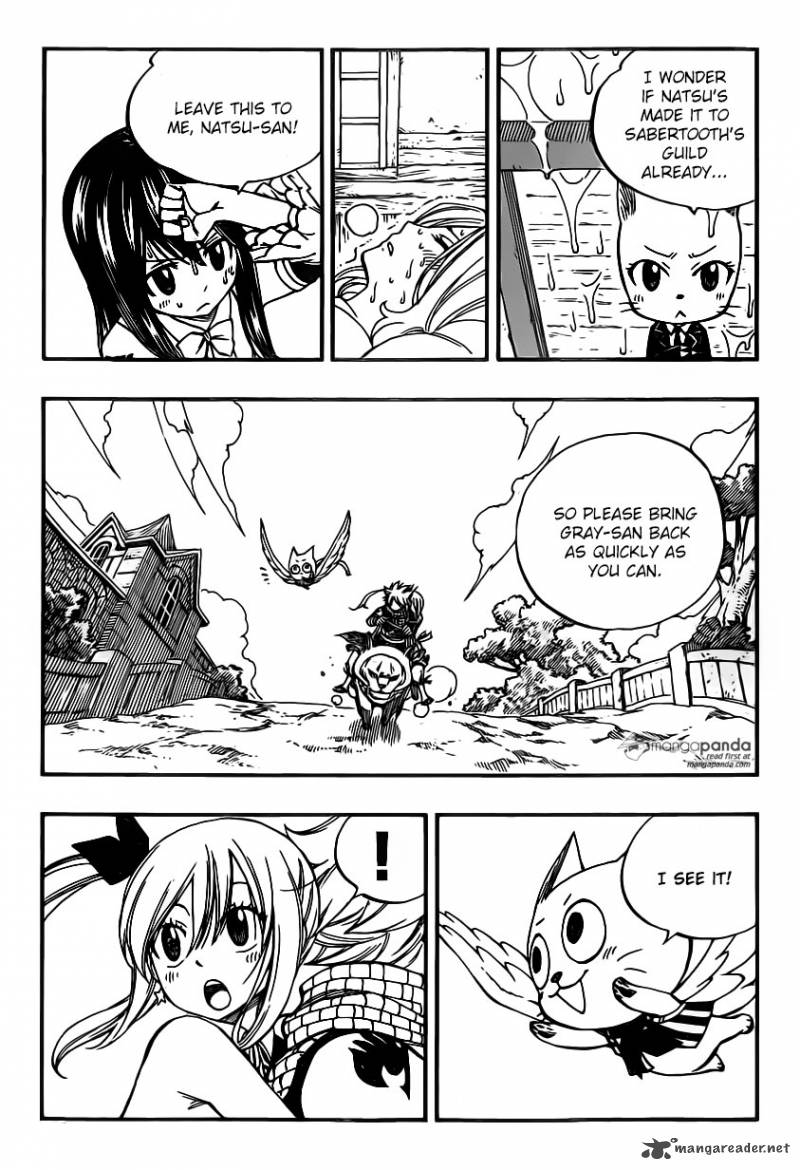 I WONDER
IF NATSU'S
MADE IT TO
SABERTOOTH'S
GUILD
ALREADY...
LEAVE THIS TO
ME, NATSU-SAN!
SO PLEASE BRING
GRAY-SAN BACK
AS QUICKLY AS
YOU CAN.
mangapanda
read first at
mangapanda.com
I SEE IT!
!
mangareader.net